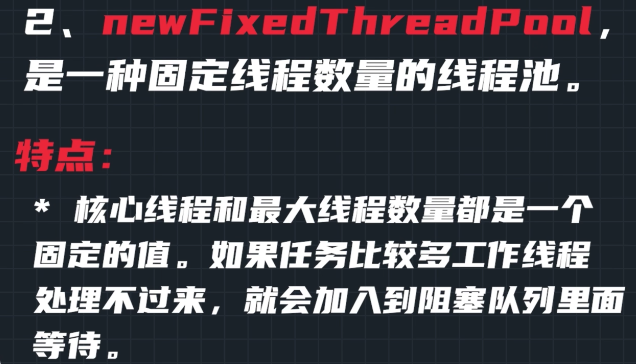 2、newFixedThreadPool，
是一种固定线程数量的线程池。
特点：
* 核心线程和最大线程数量都是一个
固定的值。如果任务比较多工作线程
处理不过来，就会加入到阻塞队列里面
等待。